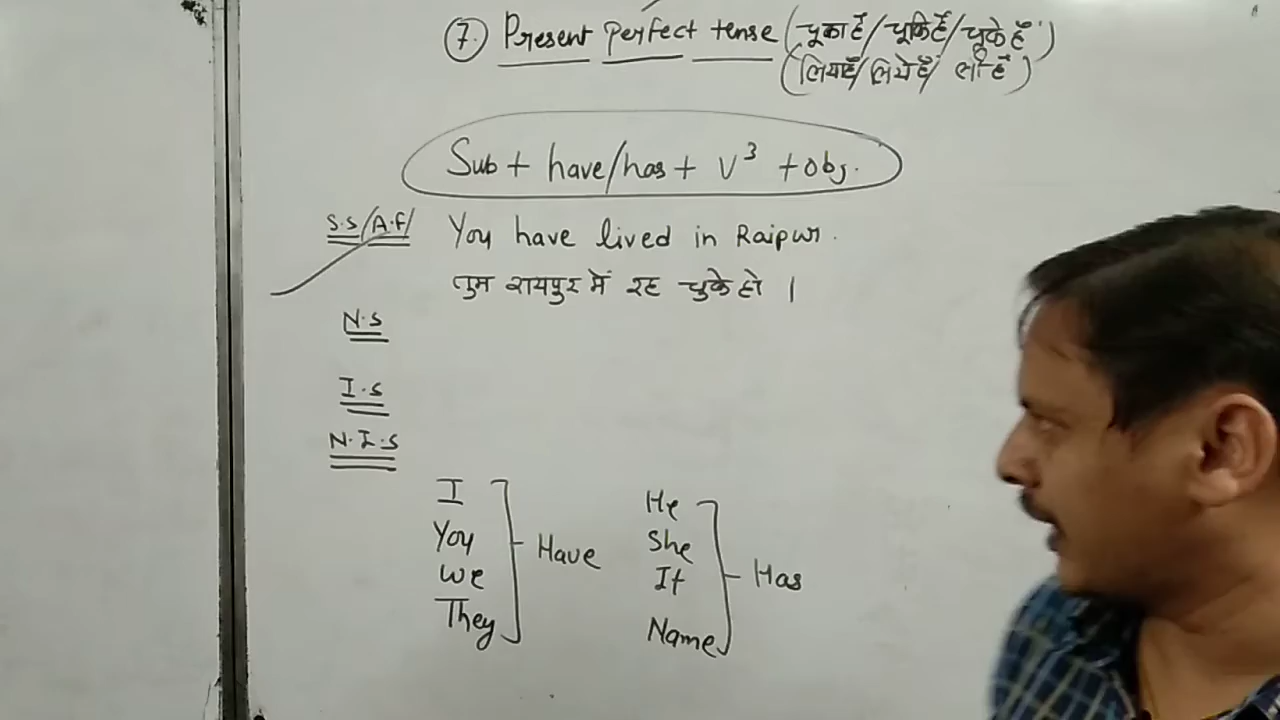 7. Present perfect tense (चूका हैं/चूकि हैं/चूके हैं)
(लिया हैं/लिये हैं/ ली हैं)
Sub + have/has + V³ + obj.
S.S/A.F/ You have lived in Raipur.
तुम रायपुर में रह चुके हो ।
N.S
I.S
N.I.S
I
You
We
They
Have
He
She
It
Name
Has